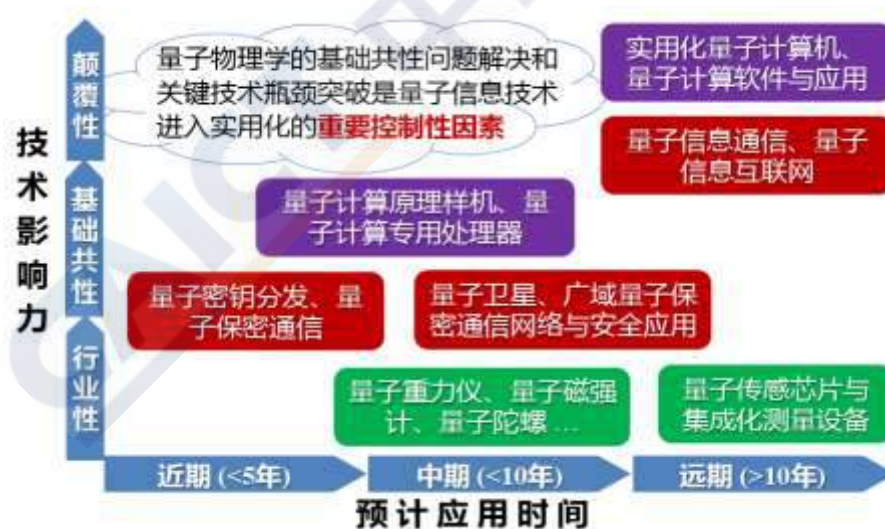 技术影响力
颠覆性
基础共性
行业性
量子物理学的基础共性问题解决和
关键技术瓶颈突破是量子信息技术
进入实用化的重要控制性因素
实用化量子计算机、
量子计算软件与应用
量子信息通信、量子
信息互联网
量子计算原理样机、量
子计算专用处理器
量子密钥分发、量
子保密通信
量子卫星、广域量子保
密通信网络与安全应用
量子重力仪、量子磁强
计、量子陀螺 ...
量子传感芯片与
集成化测量设备
近期 (<5年)
中期 (<10年)
远期 (>10年)
预计应用时间